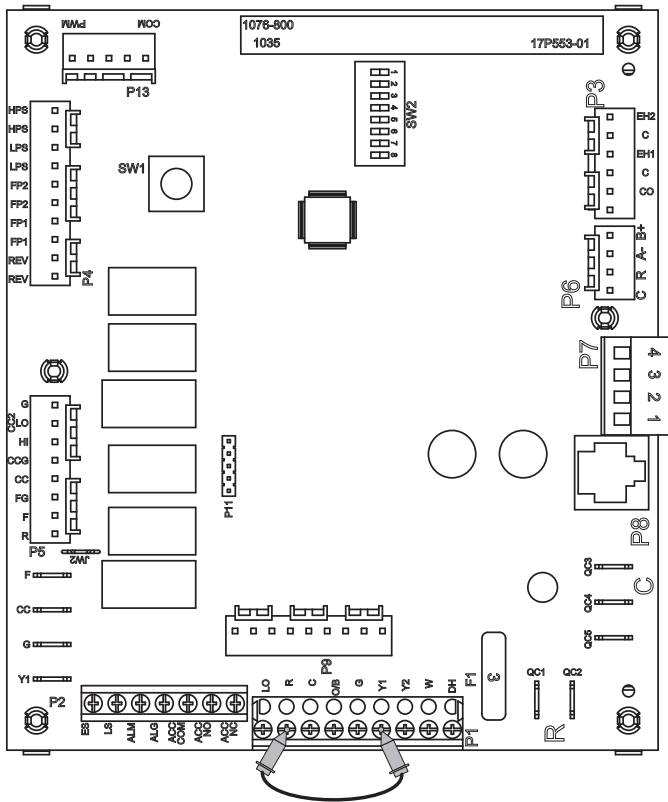 PWM COM
P13
1076-800
1035 17P553-01
1
2
3
4
5
6
7
8
SW2
SW1
HPS
HPS
LPS
LPS
FP2
FP2
FP1
FP1
REV
REV
P4
P3
EH2
C
EH1
C
CO
B+
A-
R
C
P6
P7
4
3
2
1
P8
G
CC2
LO
HI
CCG
CC
FG
F
R
P5
JW2
P11
F
CC
G
Y1
P2
ES
LS
ALM
ALG
ACC COM
ACC NO
ACC NC
P9
LO
R
C
O/B
G
Y1
Y2
W
DH
P1
F1
3
QC3
QC4
QC5
C
QC1
QC2
R